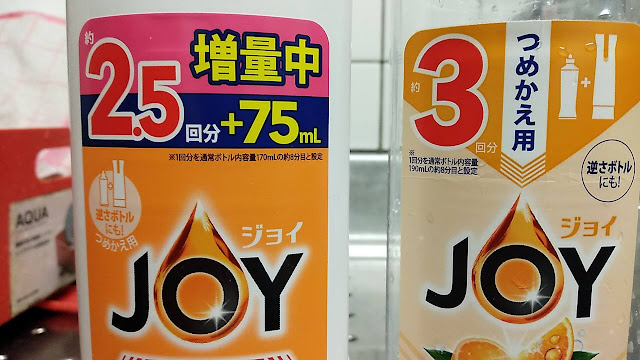 約
2.5
回分
増量中
+75mL
※1回分を通常ボトル内容量170mLの約8分目と設定
逆さボトル
にも!
つめかえ用
ジョイ
JOY
約
3
回分
つめかえ用
+
※
1回分を通常ボトル内容量
190mLの約8分目と設定
逆さボトル
にも!
ジョイ
JOY
AQUA